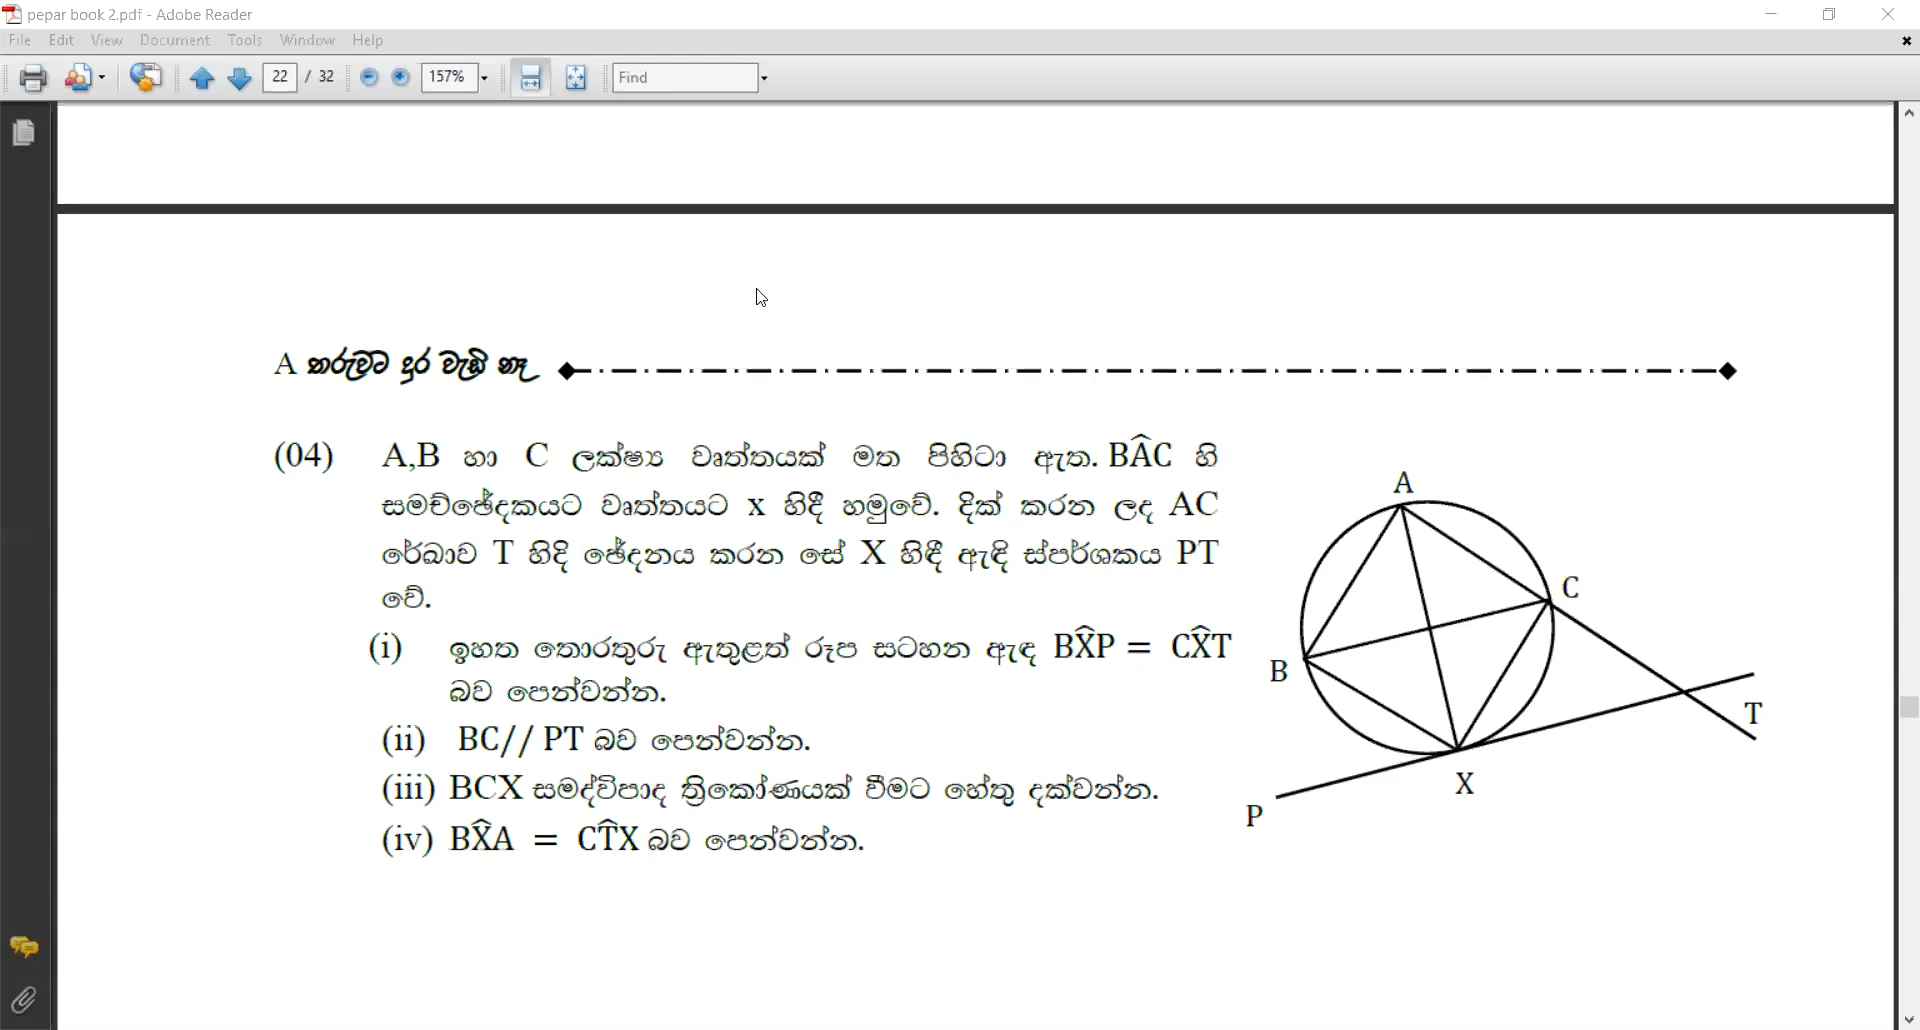 pepar book 2.pdf - Adobe Reader
File Edit View Document Tools Window Help
22 / 32 157% Find
A තරුවට දුර වැඩි නෑ
(04) A,B හා C ලක්ෂ්‍ය වෘත්තයක් මත පිහිටා ඇත. BÂC හි
සමච්ඡේදකයට වෘත්තයට x හිදී හමුවේ. දික් කරන ලද AC
රේඛාව T හිදි ඡේදනය කරන සේ X හිඳී ඇඳි ස්පර්ශකය PT
වේ.
(i) ඉහත තොරතුරු ඇතුළත් රූප සටහන ඇඳ BX̂P = CX̂T
බව පෙන්වන්න.
(ii) BC// PT බව පෙන්වන්න.
(iii) BCX සමද්විපාද ත්‍රිකෝණයක් වීමට හේතු දක්වන්න.
(iv) BX̂A = CT̂X බව පෙන්වන්න.
A
C
B
T
X
P